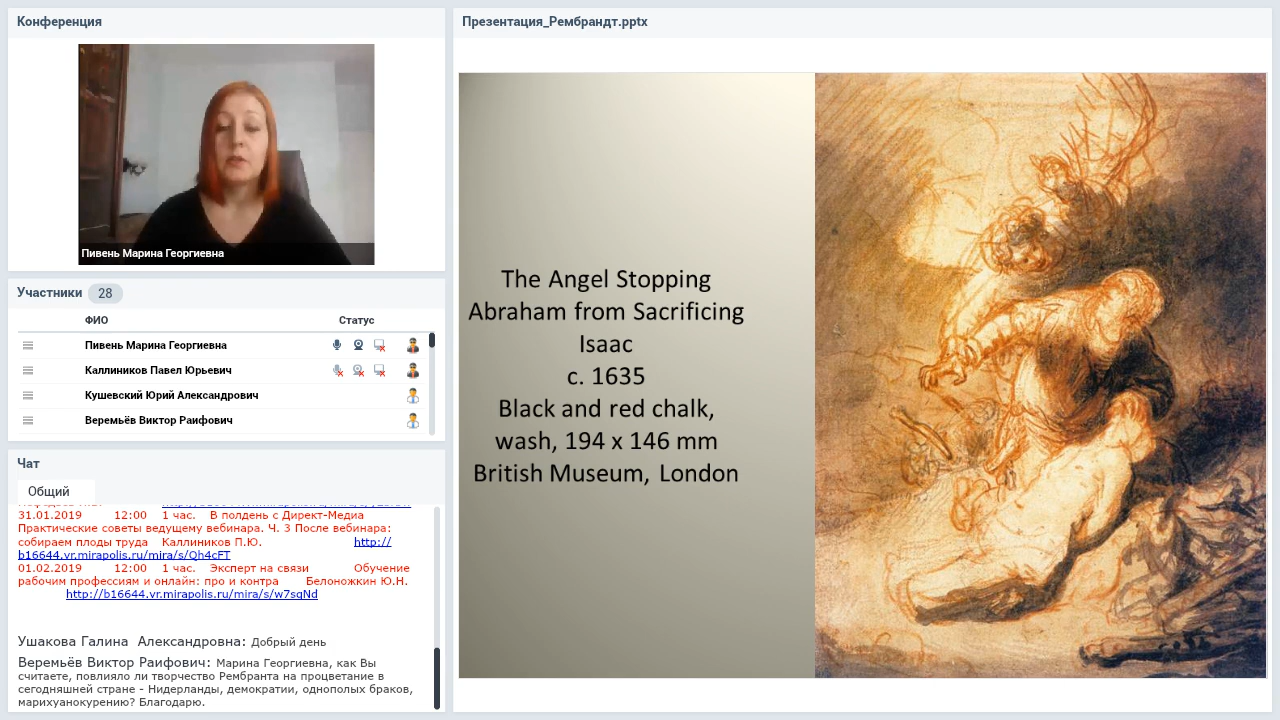 Конференция
Пивень Марина Георгиевна
Участники 28
ФИО Статус
Пивень Марина Георгиевна
Каллиников Павел Юрьевич
Кушевский Юрий Александрович
Веремьёв Виктор Раифович
Чат
Общий
31.01.2019 12:00 1 час. В полдень с Директ-Медиа
Практические советы ведущему вебинара. Ч. 3 После вебинара:
собираем плоды труда Каллиников П.Ю. http://
b16644.vr.mirapolis.ru/mira/s/Qh4cFT
01.02.2019 12:00 1 час. Эксперт на связи Обучение
рабочим профессиям и онлайн: про и контра Белоножкин Ю.Н.
http://b16644.vr.mirapolis.ru/mira/s/w7sqNd
Ушакова Галина Александровна: Добрый день
Веремьёв Виктор Раифович: Марина Георгиевна, как Вы
считаете, повлияло ли творчество Рембранта на процветание в
сегодняшней стране - Нидерланды, демократии, однополых браков,
марихуанокурению? Благодарю.
Презентация_Рембрандт.pptx
The Angel Stopping
Abraham from Sacrificing
Isaac
c. 1635
Black and red chalk,
wash, 194 x 146 mm
British Museum, London